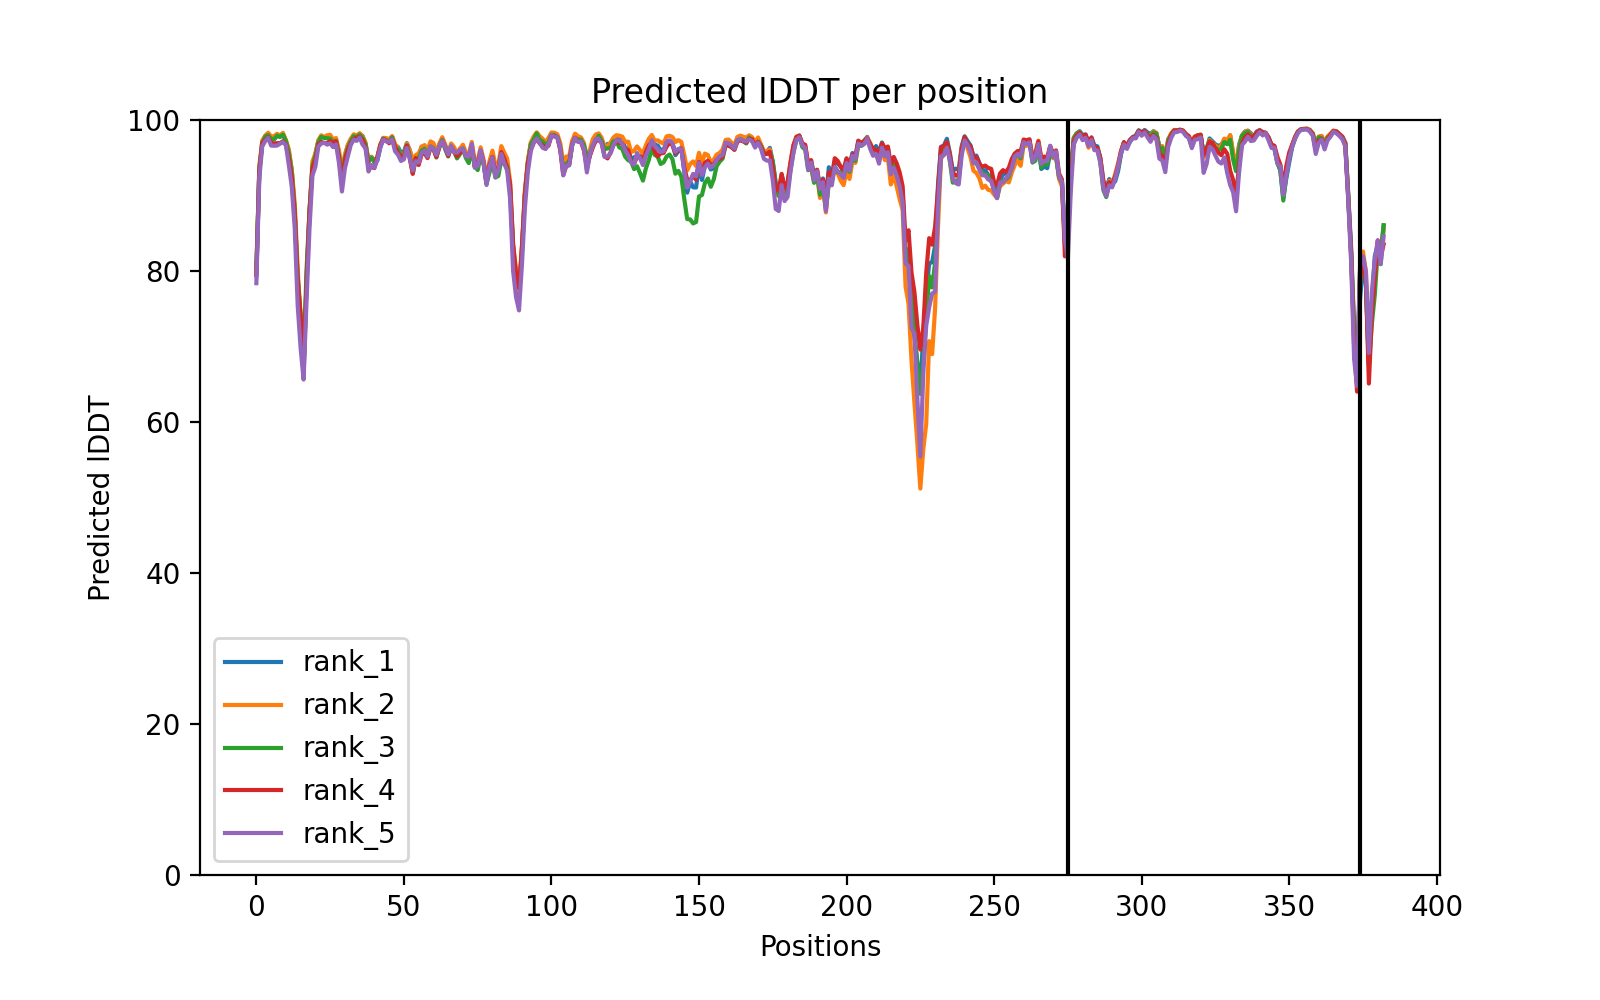 Predicted lDDT per position
Predicted lDDT
100
80
60
40
20
0
rank_1
rank_2
rank_3
rank_4
rank_5
0 50 100 150 200 250 300 350 400
Positions